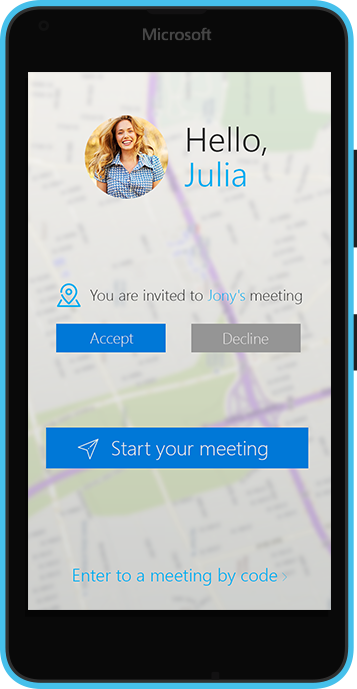 Microsoft
Hello,
Julia
You are invited to Jony's meeting
Accept
Decline
Start your meeting
Enter to a meeting by code ›